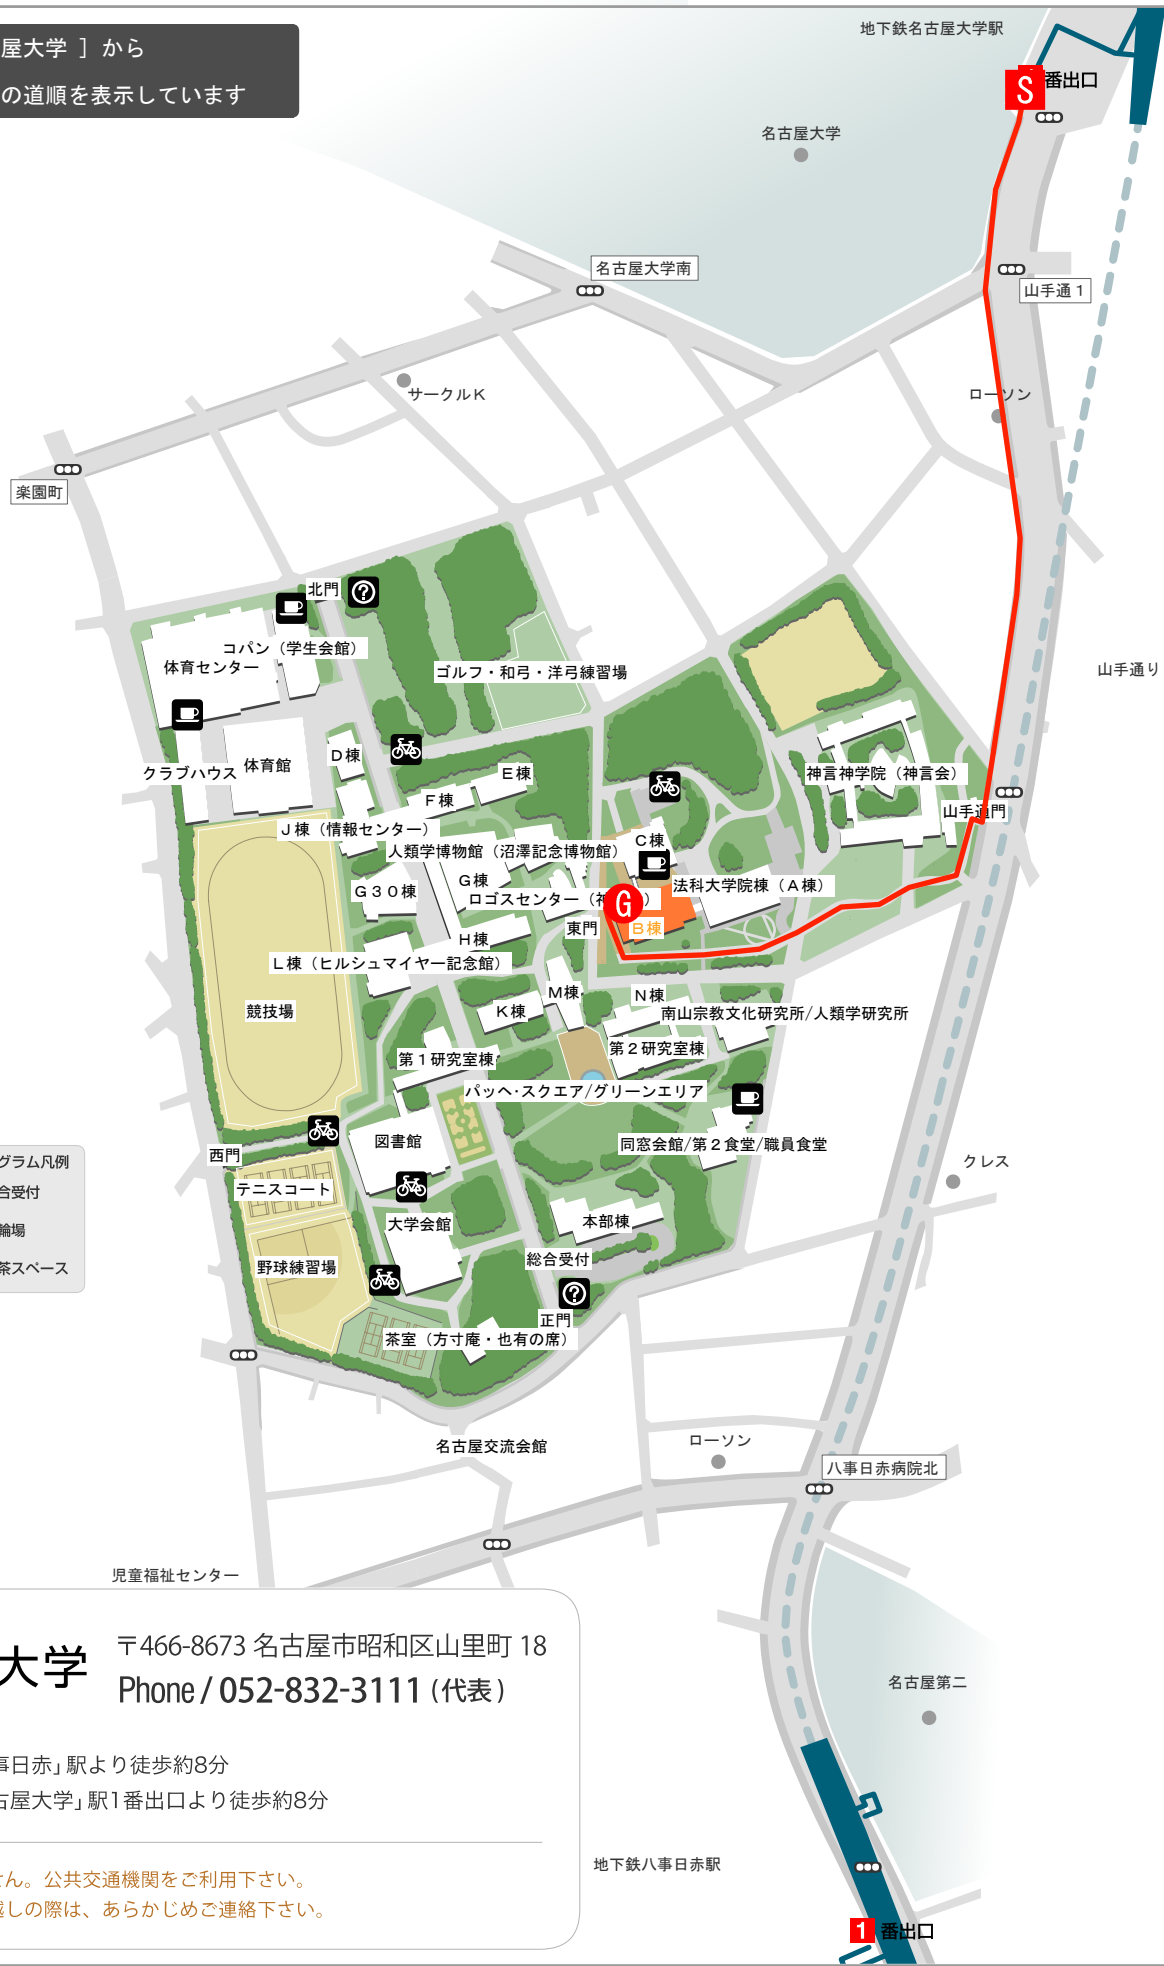 屋大学 ］から
の道順を表示しています
地下鉄名古屋大学駅
S 番出口
名古屋大学
名古屋大学南
山手通１
サークルＫ
ローソン
楽園町
北門
コパン（学生会館）
体育センター
ゴルフ・和弓・洋弓練習場
山手通り
クラブハウス
体育館
Ｄ棟
Ｅ棟
神言神学院（神言会）
Ｆ棟
山手通門
Ｊ棟（情報センター）
Ｃ棟
人類学博物館（沼澤記念博物館）
Ｇ棟
Ｇ３０棟
法科大学院棟（Ａ棟）
ロゴスセンター（神
G
東門
Ｂ棟
Ｈ棟
Ｌ棟（ヒルシュマイヤー記念館）
Ｍ棟
Ｎ棟
競技場
Ｋ棟
南山宗教文化研究所/人類学研究所
第１研究室棟
第２研究室棟
パッヘ・スクエア/グリーンエリア
図書館
同窓会館/第２食堂/職員食堂
西門
グラム凡例
クレス
テニスコート
合受付
大学会館
本部棟
輪場
総合受付
野球練習場
茶スペース
正門
茶室（方寸庵・也有の席）
名古屋交流会館
ローソン
八事日赤病院北
児童福祉センター
大学
〒466-8673 名古屋市昭和区山里町 18
Phone / 052-832-3111 (代表)
名古屋第二
事日赤」駅より徒歩約8分
古屋大学」駅1番出口より徒歩約8分
地下鉄八事日赤駅
せん。公共交通機関をご利用下さい。
越しの際は、あらかじめご連絡下さい。
1 番出口